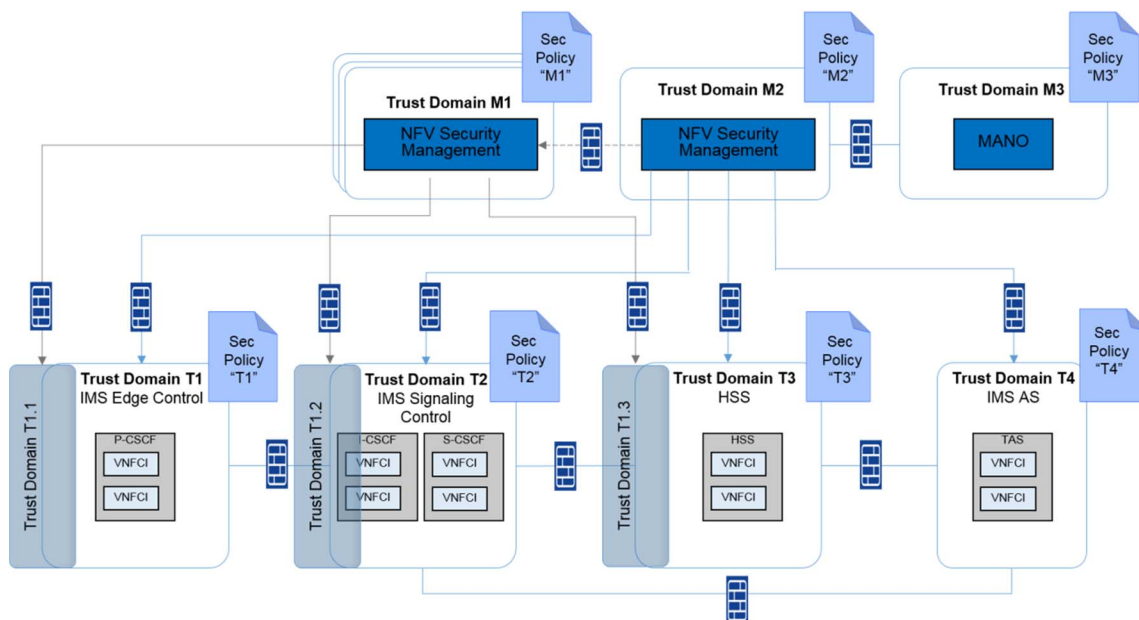 Sec
Policy
“M1”
Sec
Policy
“M2”
Sec
Policy
“M3”
Trust Domain M1
NFV Security
Management
Trust Domain M2
NFV Security
Management
Trust Domain M3
MANO
Sec
Policy
“T1”
Sec
Policy
“T2”
Sec
Policy
“T3”
Sec
Policy
“T4”
Trust Domain T1.1
Trust Domain T1
IMS Edge Control
P-CSCF
VNFCI
VNFCI
Trust Domain T1.2
Trust Domain T2
IMS Signaling
Control
I-CSCF
VNFCI
VNFCI
S-CSCF
VNFCI
VNFCI
Trust Domain T1.3
Trust Domain T3
HSS
HSS
VNFCI
VNFCI
Trust Domain T4
IMS AS
TAS
VNFCI
VNFCI